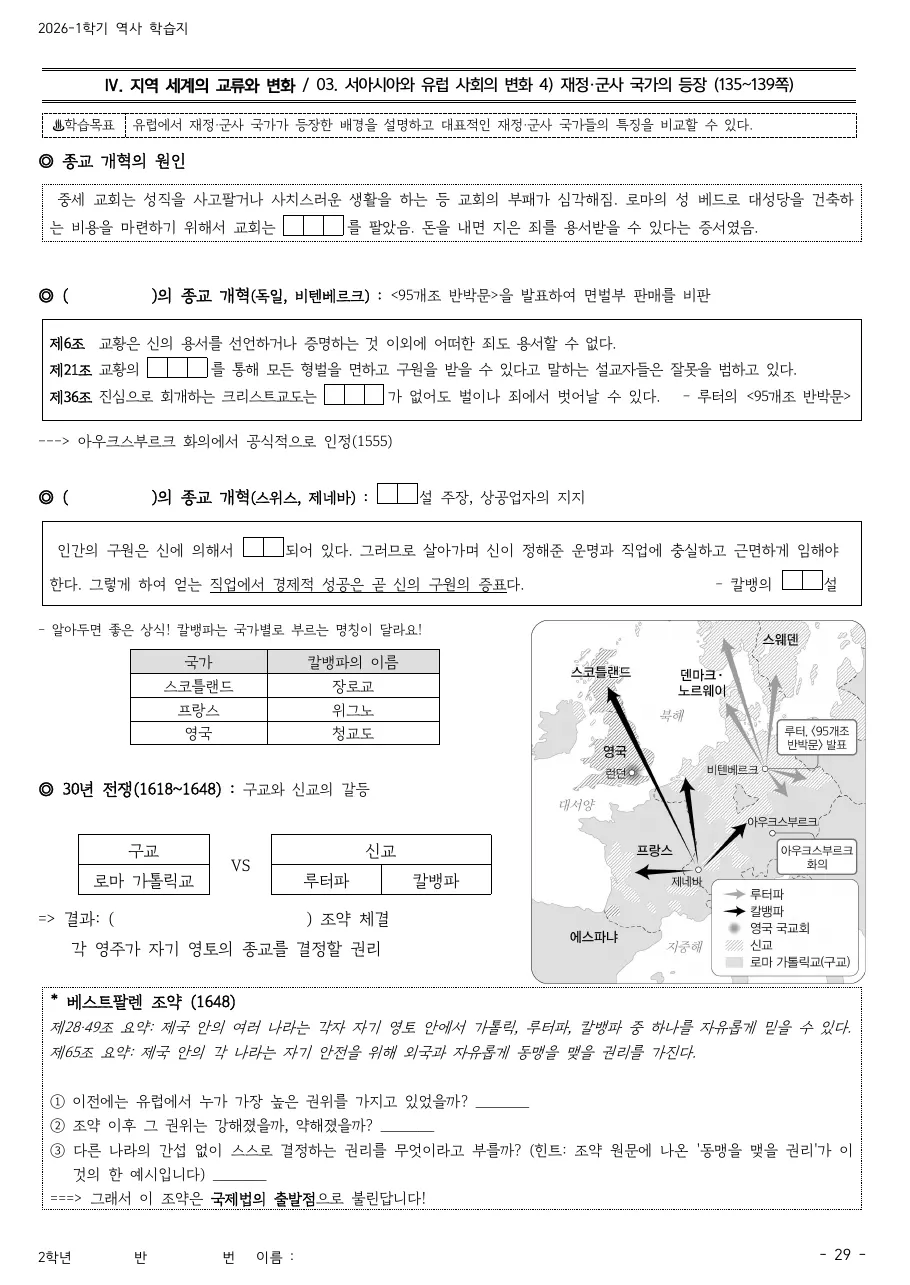 2026-1학기 역사 학습지
Ⅳ. 지역 세계의 교류와 변화 / 03. 서아시아와 유럽 사회의 변화 4) 재정·군사 국가의 등장 (135~139쪽)
♨학습목표 유럽에서 재정·군사 국가가 등장한 배경을 설명하고 대표적인 재정·군사 국가들의 특징을 비교할 수 있다.
◎ 종교 개혁의 원인
중세 교회는 성직을 사고팔거나 사치스러운 생활을 하는 등 교회의 부패가 심각해짐. 로마의 성 베드로 대성당을 건축하
는 비용을 마련하기 위해서 교회는 □□□를 팔았음. 돈을 내면 지은 죄를 용서받을 수 있다는 증서였음.
◎ ( )의 종교 개혁(독일, 비텐베르크) : <95개조 반박문>을 발표하여 면벌부 판매를 비판
제6조 교황은 신의 용서를 선언하거나 증명하는 것 이외에 어떠한 죄도 용서할 수 없다.
제21조 교황의 □□□를 통해 모든 형벌을 면하고 구원을 받을 수 있다고 말하는 설교자들은 잘못을 범하고 있다.
제36조 진심으로 회개하는 크리스트교도는 □□□가 없어도 벌이나 죄에서 벗어날 수 있다. - 루터의 <95개조 반박문>
---> 아우크스부르크 화의에서 공식적으로 인정(1555)
◎ ( )의 종교 개혁(스위스, 제네바) : □□설 주장, 상공업자의 지지
인간의 구원은 신에 의해서 □□되어 있다. 그러므로 살아가며 신이 정해준 운명과 직업에 충실하고 근면하게 임해야
한다. 그렇게 하여 얻는 직업에서 경제적 성공은 곧 신의 구원의 증표다. - 칼뱅의 □□설
- 알아두면 좋은 상식! 칼뱅파는 국가별로 부르는 명칭이 달라요!
국가 칼뱅파의 이름
스코틀랜드 장로교
프랑스 위그노
영국 청교도
스웨덴
스코틀랜드
덴마크·
노르웨이
북해
루터, <95개조
반박문> 발표
영국
런던
비텐베르크
대서양
아우크스부르크
프랑스
아우크스부르크
화의
제네바
루터파
칼뱅파
영국 국교회
신교
로마 가톨릭교(구교)
에스파냐
지중해
◎ 30년 전쟁(1618~1648) : 구교와 신교의 갈등
구교 VS 신교
로마 가톨릭교 루터파 칼뱅파
=> 결과: ( ) 조약 체결
각 영주가 자기 영토의 종교를 결정할 권리
* 베스트팔렌 조약 (1648)
제28·49조 요약: 제국 안의 여러 나라는 각자 자기 영토 안에서 가톨릭, 루터파, 칼뱅파 중 하나를 자유롭게 믿을 수 있다.
제65조 요약: 제국 안의 각 나라는 자기 안전을 위해 외국과 자유롭게 동맹을 맺을 권리를 가진다.
① 이전에는 유럽에서 누가 가장 높은 권위를 가지고 있었을까? ______
② 조약 이후 그 권위는 강해졌을까, 약해졌을까? ______
③ 다른 나라의 간섭 없이 스스로 결정하는 권리를 무엇이라고 부를까? (힌트: 조약 원문에 나온 '동맹을 맺을 권리'가 이
것의 한 예시입니다) ______
===> 그래서 이 조약은 국제법의 출발점으로 불린답니다!
2학년 반 번 이름 :
- 29 -